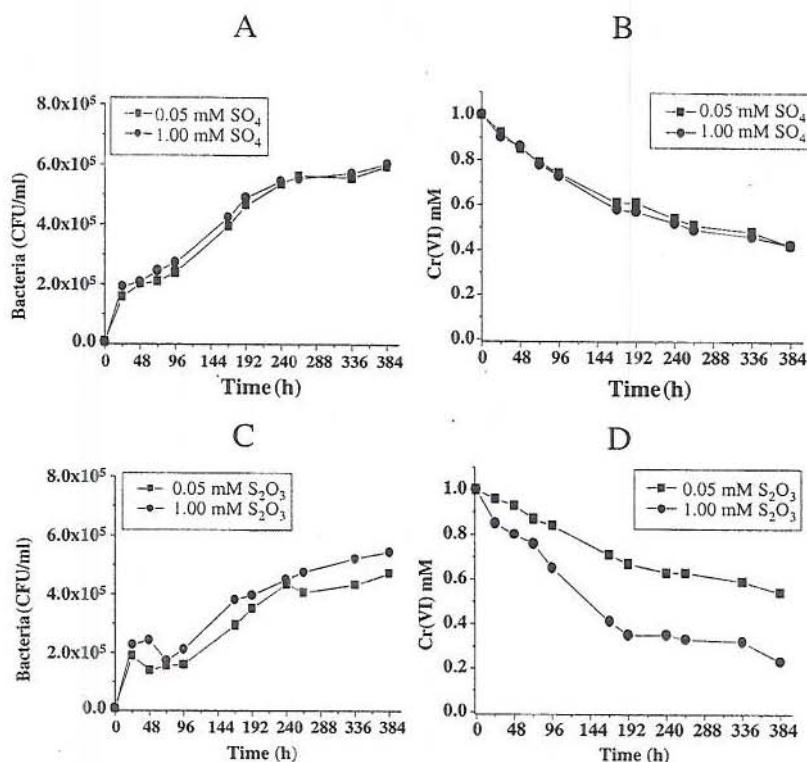 A
8.0x10⁵
6.0x10⁵
4.0x10⁵
2.0x10⁵
0.0
Bacteria (CFU/ml)
0.05 mM SO₄
1.00 mM SO₄
0 48 96 144 192 240 288 336 384
Time (h)
B
1.0
0.8
0.6
0.4
0.2
0.0
Cr(VI) mM
0.05 mM SO₄
1.00 mM SO₄
0 48 96 144 192 240 288 336 384
Time (h)
C
8.0x10⁵
6.0x10⁵
4.0x10⁵
2.0x10⁵
0.0
Bacteria (CFU/ml)
0.05 mM S₂O₃
1.00 mM S₂O₃
0 48 96 144 192 240 288 336 384
Time (h)
D
1.0
0.8
0.6
0.4
0.2
0.0
Cr(VI) mM
0.05 mM S₂O₃
1.00 mM S₂O₃
0 48 96 144 192 240 288 336 384
Time (h)